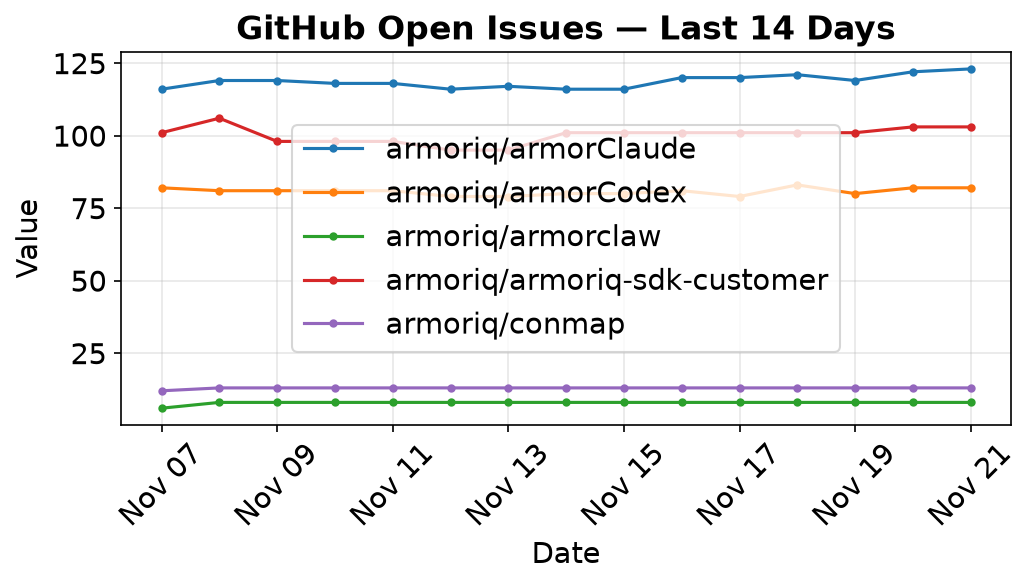 GitHub Open Issues — Last 14 Days
Value
125
100
75
50
25
armoriq/armorClaude
armoriq/armorCodex
armoriq/armorclaw
armoriq/armoriq-sdk-customer
armoriq/conmap
Nov 07
Nov 09
Nov 11
Nov 13
Nov 15
Nov 17
Nov 19
Nov 21
Date